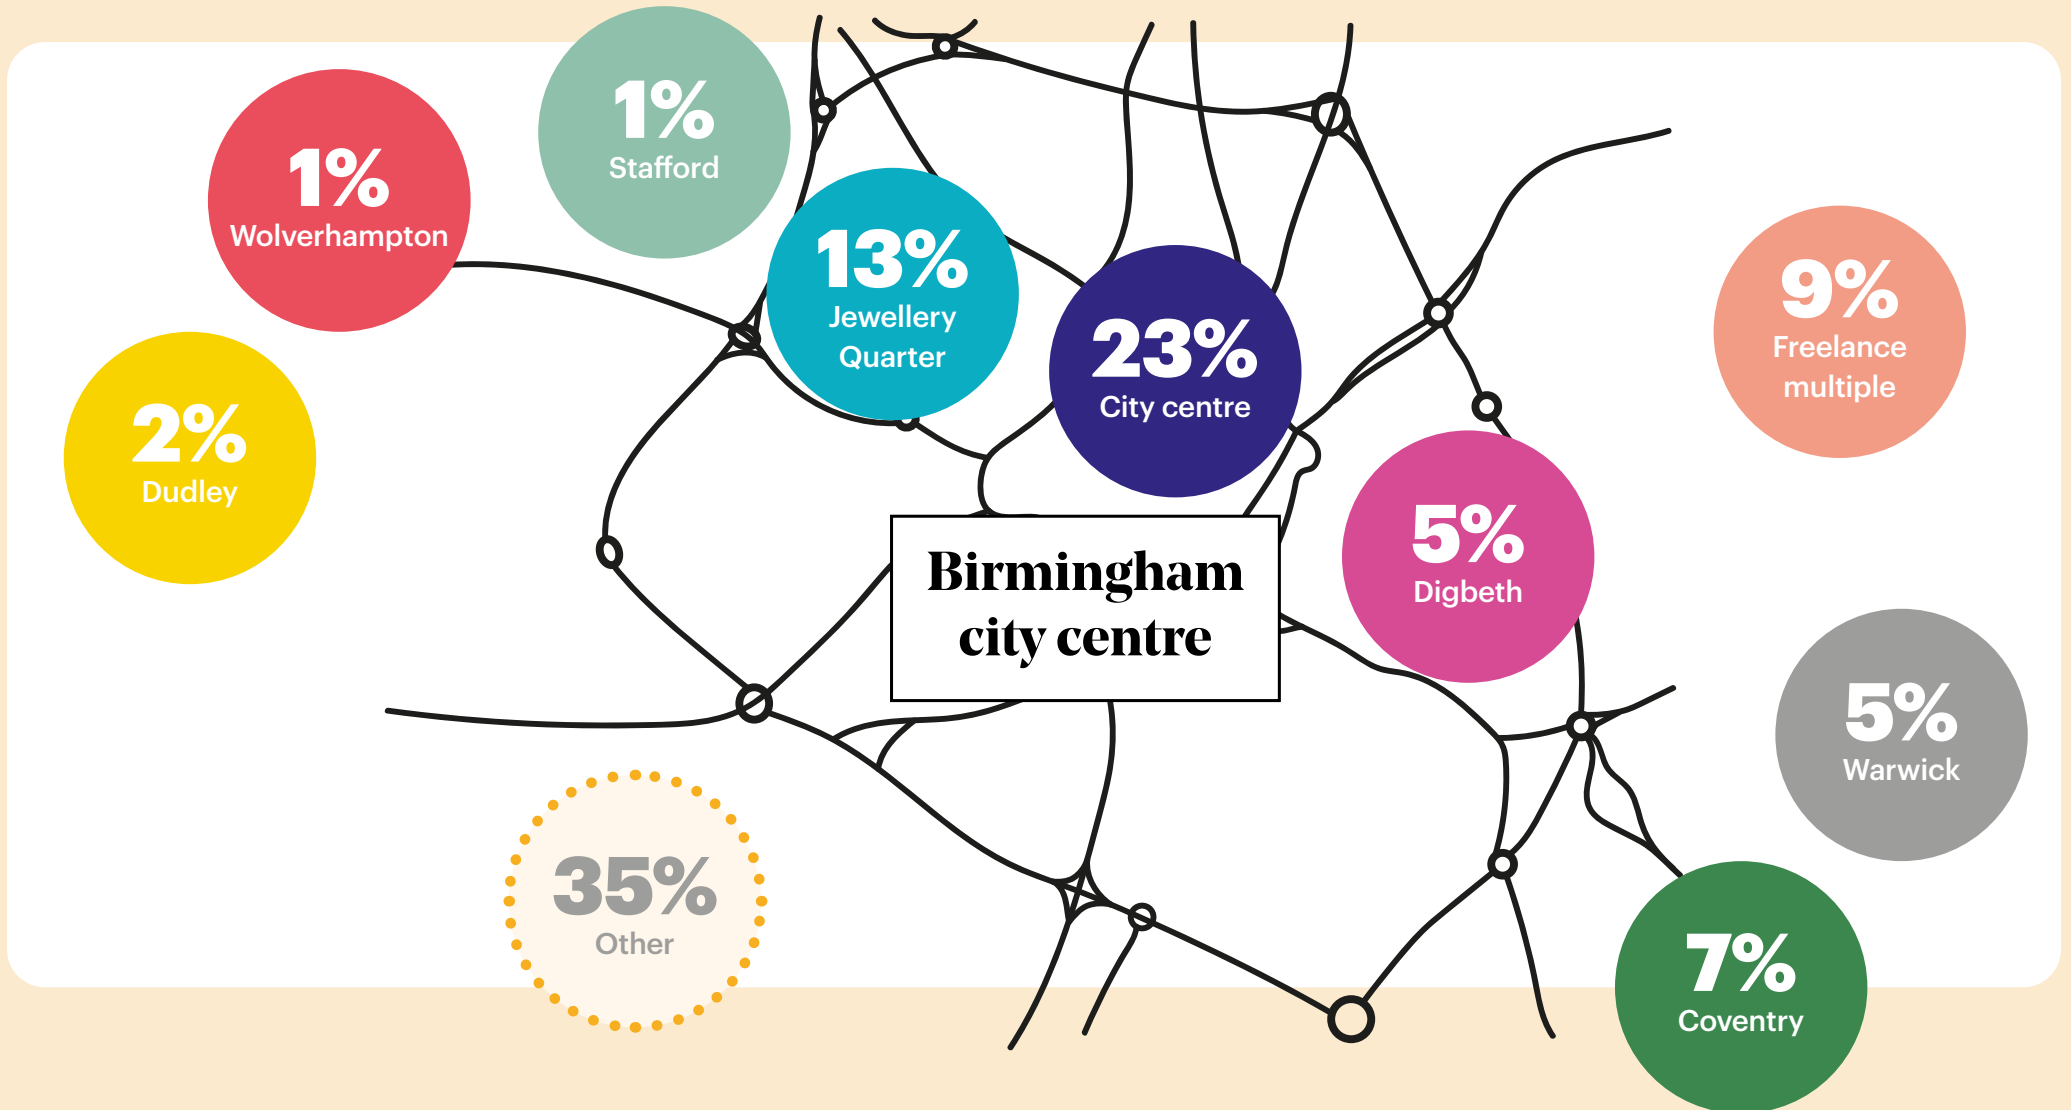 1%
Stafford
1%
Wolverhampton
13%
Jewellery
Quarter
23%
City centre
9%
Freelance
multiple
2%
Dudley
5%
Digbeth
Birmingham
city centre
5%
Warwick
35%
Other
7%
Coventry